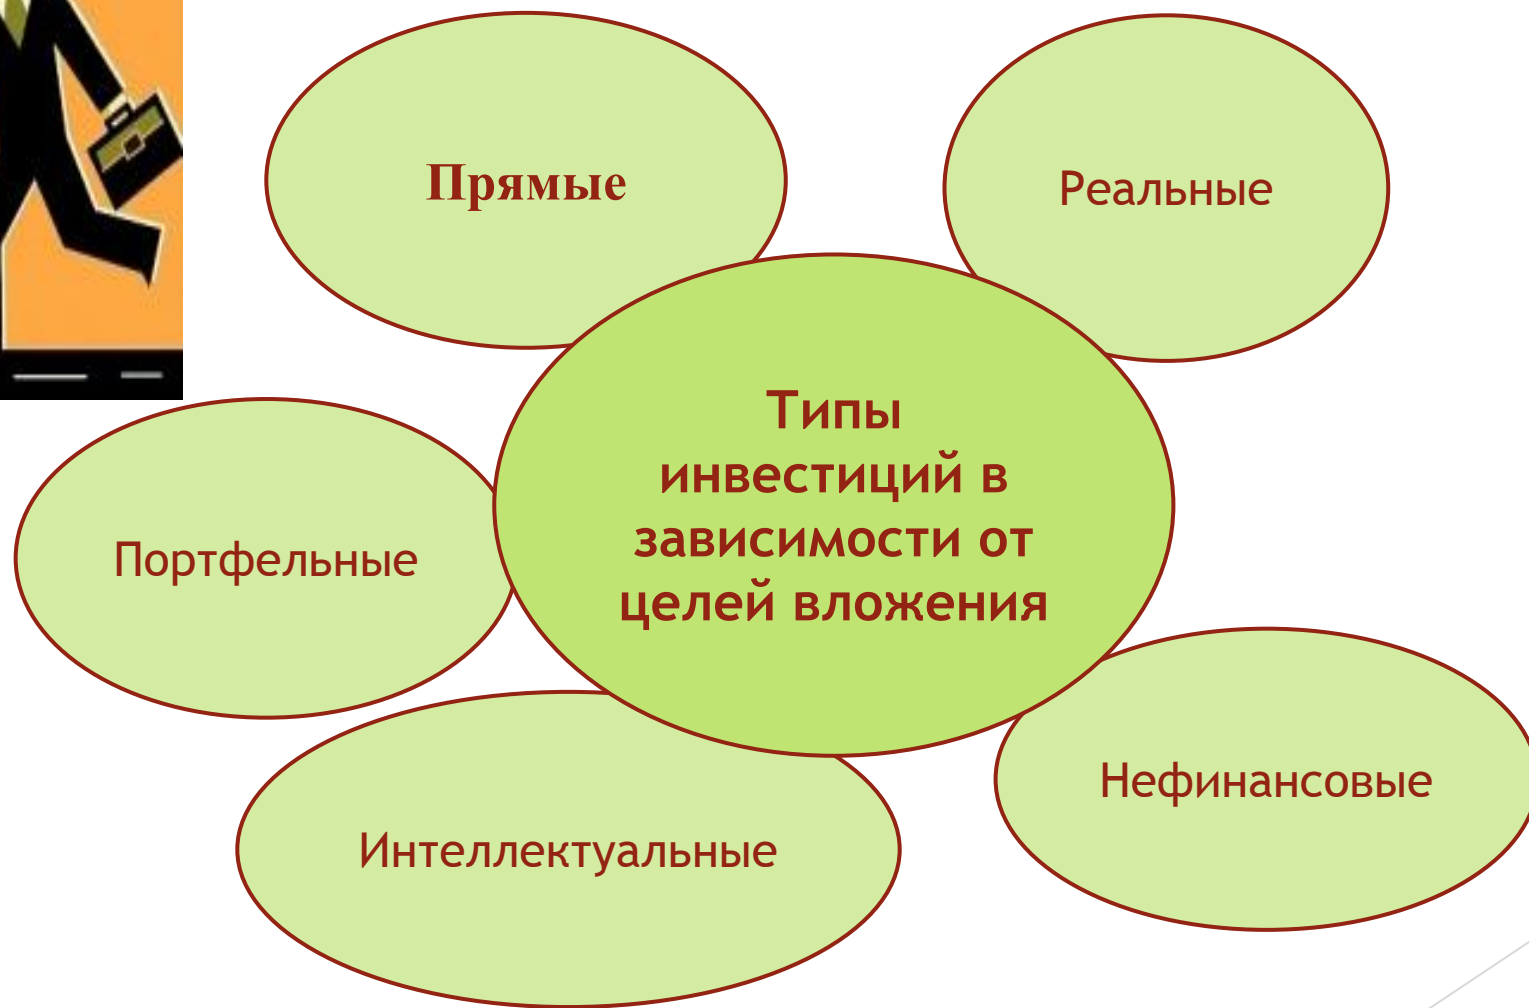 Прямые
Реальные
Типы
инвестиций в
зависимости от
целей вложения
Портфельные
Нефинансовые
Интеллектуальные